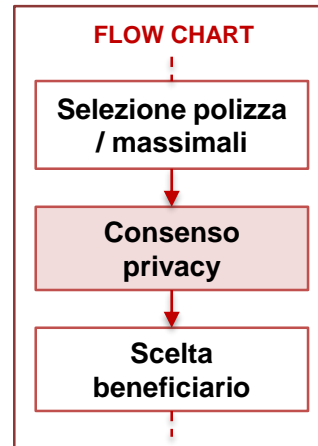 FLOW CHART
Selezione polizza
/ massimali
Consenso
privacy
Scelta
beneficiario